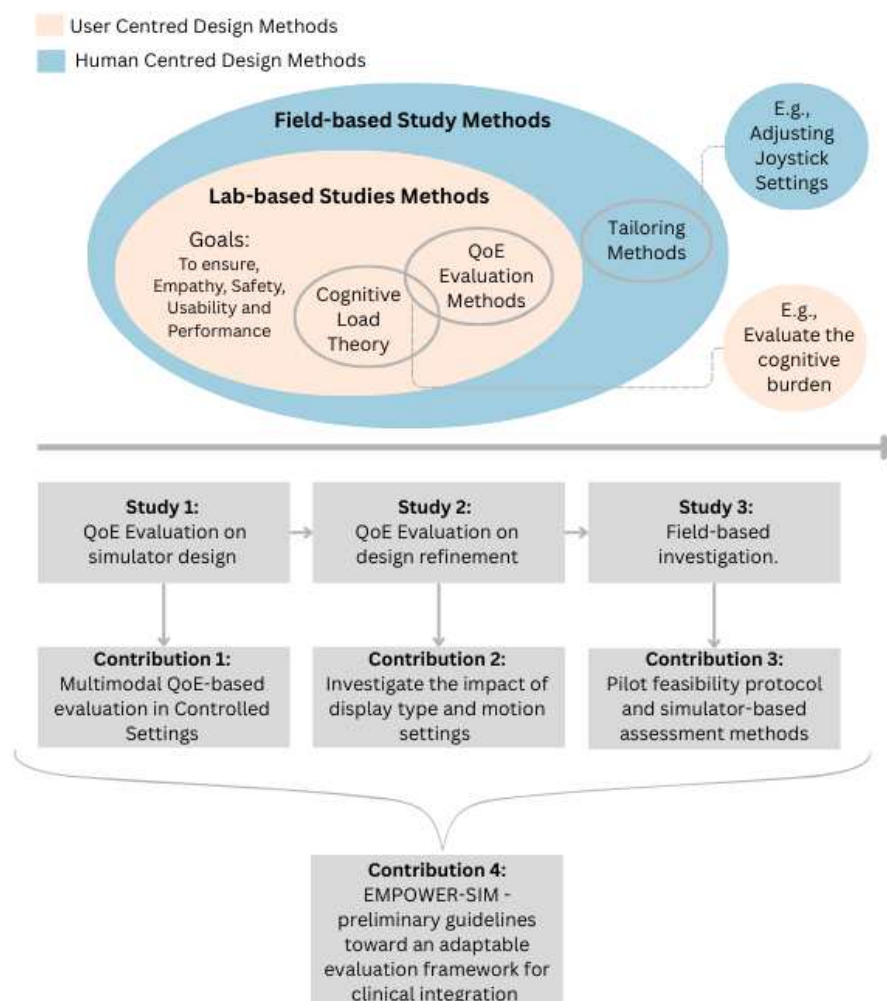 User Centred Design Methods
Human Centred Design Methods
Field-based Study Methods
E.g.,
Adjusting
Joystick
Settings
Lab-based Studies Methods
Goals:
To ensure,
Empathy, Safety,
Usability and
Performance
Cognitive
Load
Theory
QoE
Evaluation
Methods
Tailoring
Methods
E.g.,
Evaluate the
cognitive
burden
Study 1:
QoE Evaluation on
simulator design
Study 2:
QoE Evaluation on
design refinement
Study 3:
Field-based
investigation.
Contribution 1:
Multimodal QoE-based
evaluation in Controlled
Settings
Contribution 2:
Investigate the impact of
display type and motion
settings
Contribution 3:
Pilot feasibility protocol
and simulator-based
assessment methods
Contribution 4:
EMPOWER-SIM -
preliminary guidelines
toward an adaptable
evaluation framework for
clinical integration